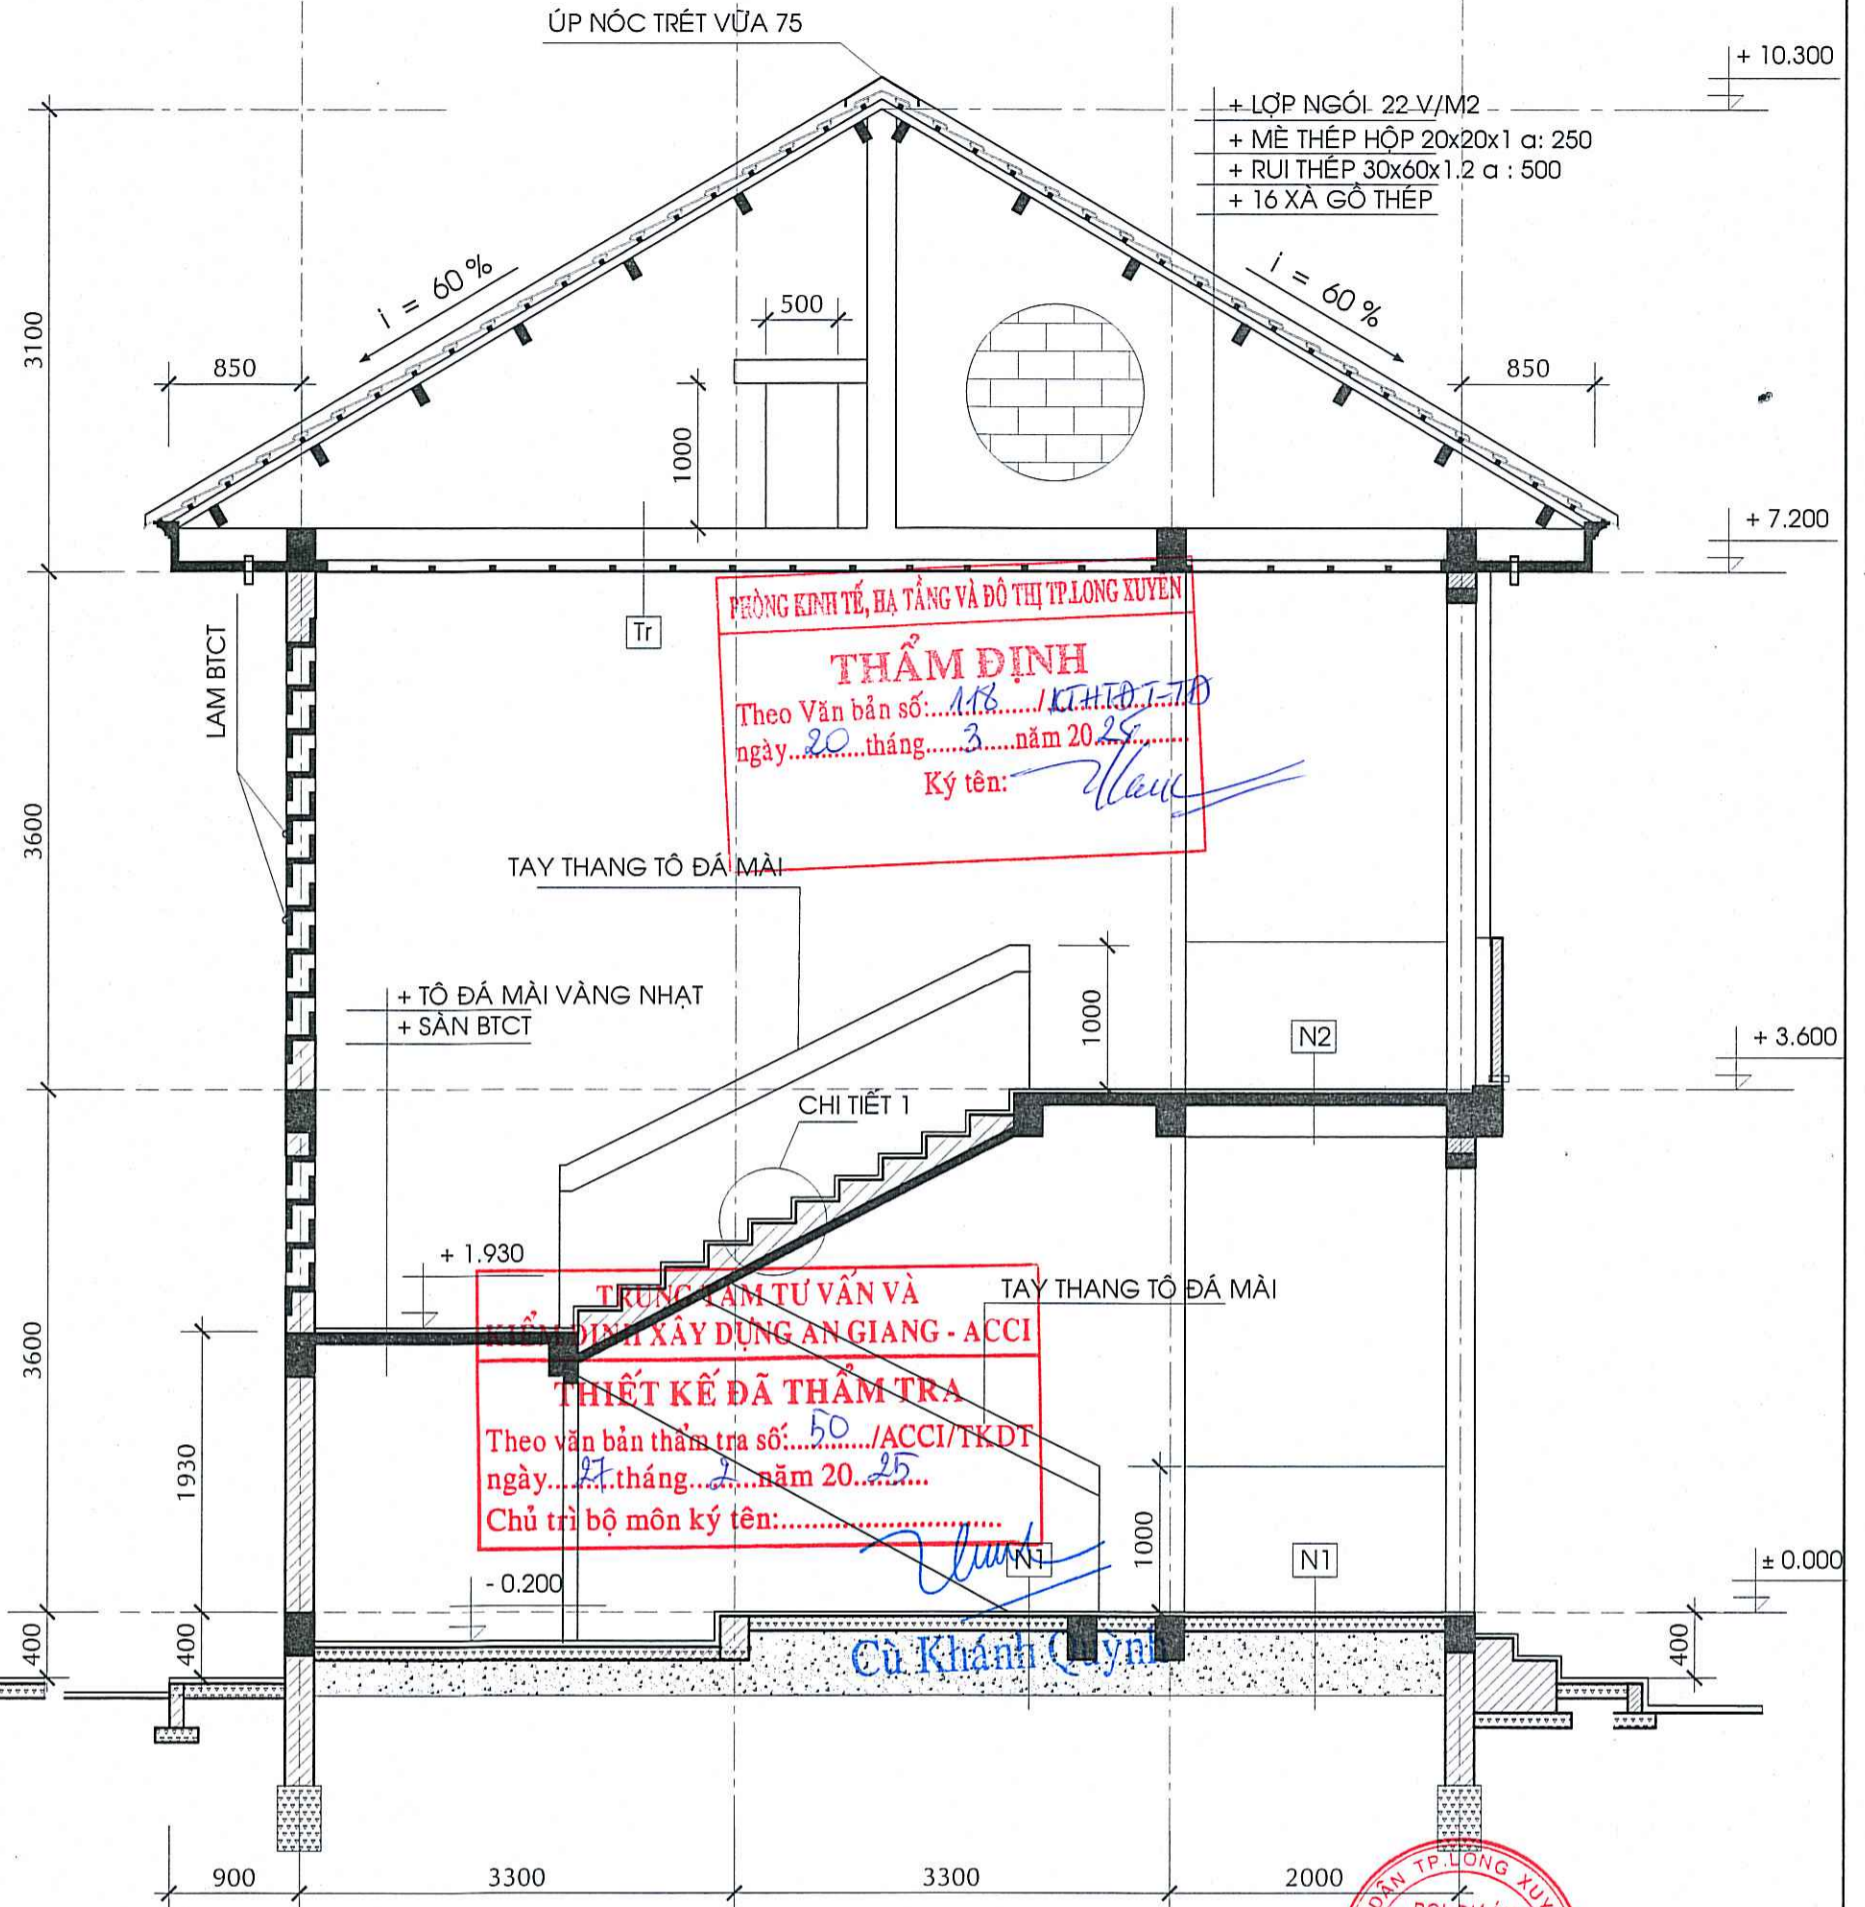 ÚP NÓC TRÉT VỮA 75
+ 10.300
+ LỢP NGÓI 22 V/M2
+ MÈ THÉP HỘP 20x20x1 a: 250
+ RUI THÉP 30x60x1.2 a : 500
+ 16 XÀ GỒ THÉP
i = 60 %
i = 60 %
500
3100
850
850
1000
+ 7.200
PHÒNG KINH TẾ, HẠ TẦNG VÀ ĐÔ THỊ TP.LONG XUYÊN
Tr
THẨM ĐỊNH
LAM BTCT
Theo Văn bản số:118/KTHTĐT-TĐ
ngày 20 tháng 3 năm 2025
Ký tên:
3600
TAY THANG TÔ ĐÁ MÀI
+ TÔ ĐÁ MÀI VÀNG NHẠT
+ SÀN BTCT
1000
N2
+ 3.600
CHI TIẾT 1
+ 1.930
TRUNG TÂM TƯ VẤN VÀ
KIỂM ĐỊNH XÂY DỰNG AN GIANG - ACCI
TAY THANG TÔ ĐÁ MÀI
3600
THIẾT KẾ ĐÃ THẨM TRA
Theo văn bản thẩm tra số: 50/ACCI/TKDT
ngày 27 tháng 2 năm 2025
Chủ trì bộ môn ký tên:
1930
1000
N1
N1
± 0.000
- 0.200
400
400
400
Cù Khánh Quỳnh
900
3300
3300
2000
DÂN TP.LONG XUY